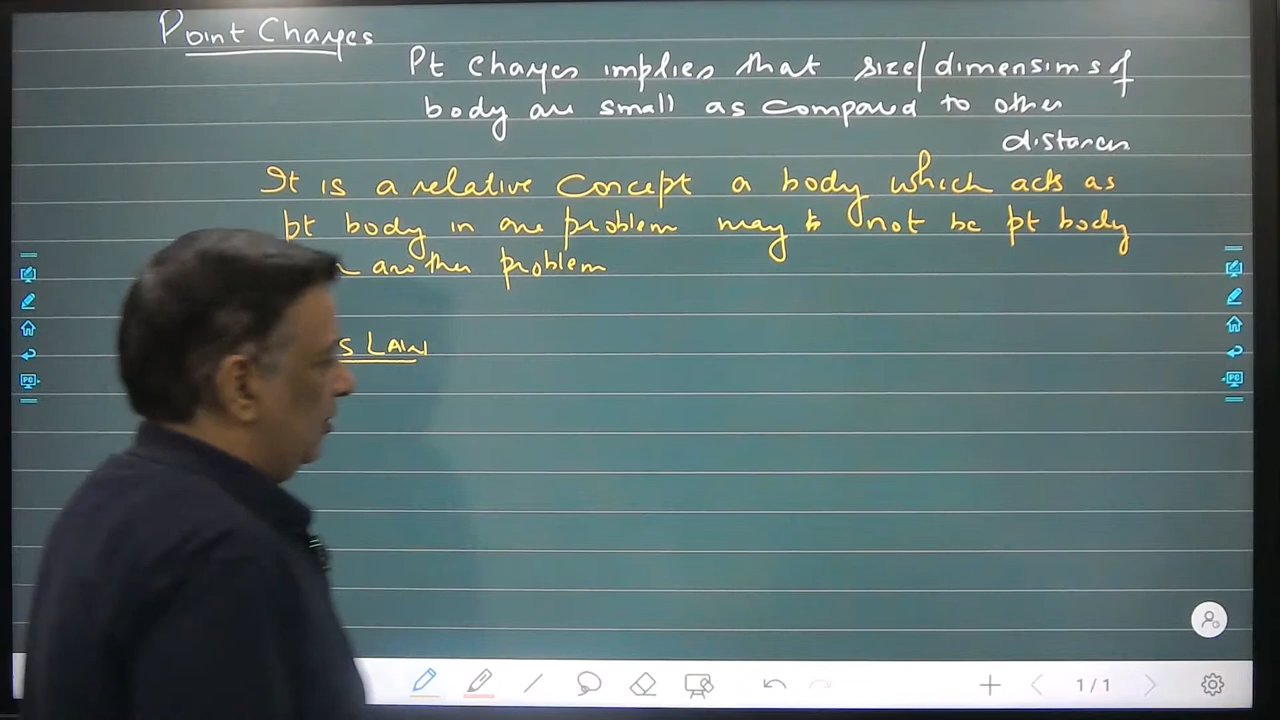 Point Charges
Pt charges implies that size/dimensions of
body are small as compared to other
distances
It is a relative concept a body which acts as
pt body in one problem may not be pt body
another problem
S LAW
1/1